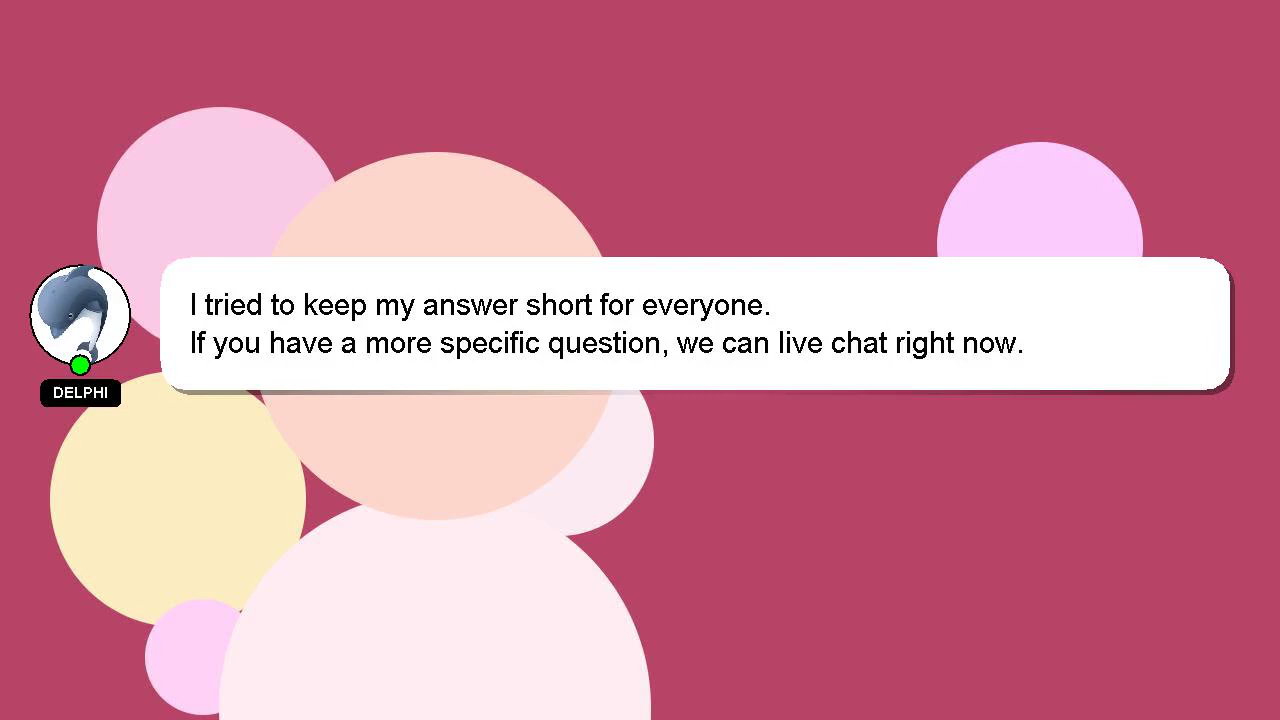 I tried to keep my answer short for everyone.
If you have a more specific question, we can live chat right now.
DELPHI